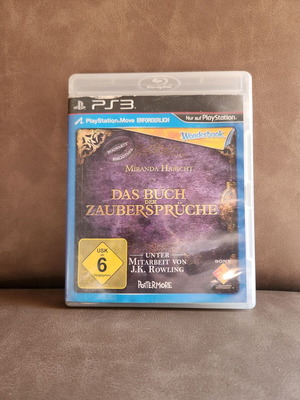 PS3
PlayStation.Move ERFORDERLICH
Nur auf PlayStation.
Wonderbook
MIRANDA HABICHT
DAS BUCH
DER
ZAUBERSPRÜCHE
USK
6
UNTER
MITARBEIT VON
J.K. ROWLING
SONY
POTTERMORE